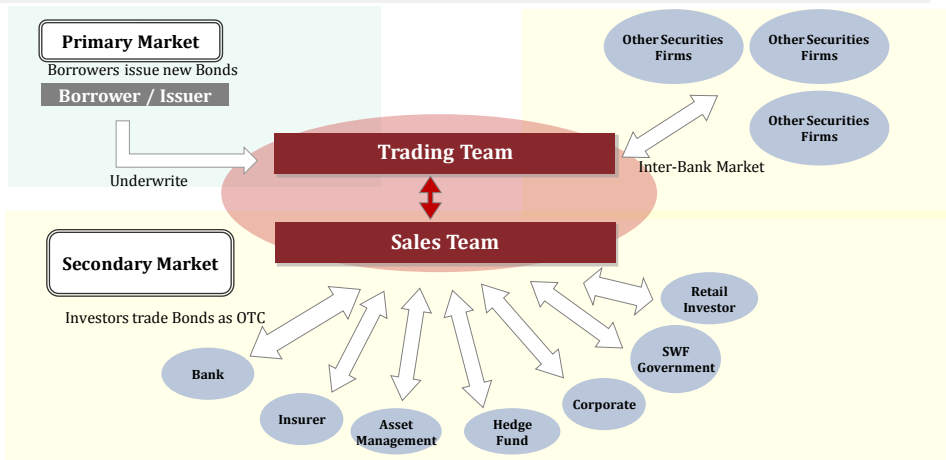 Primary Market
Borrowers issue new Bonds
Borrower / Issuer
Underwrite
Other Securities
Firms
Other Securities
Firms
Other Securities
Firms
Inter-Bank Market
Trading Team
Sales Team
Secondary Market
Investors trade Bonds as OTC
Bank
Insurer
Asset
Management
Hedge
Fund
Corporate
SWF
Government
Retail
Investor